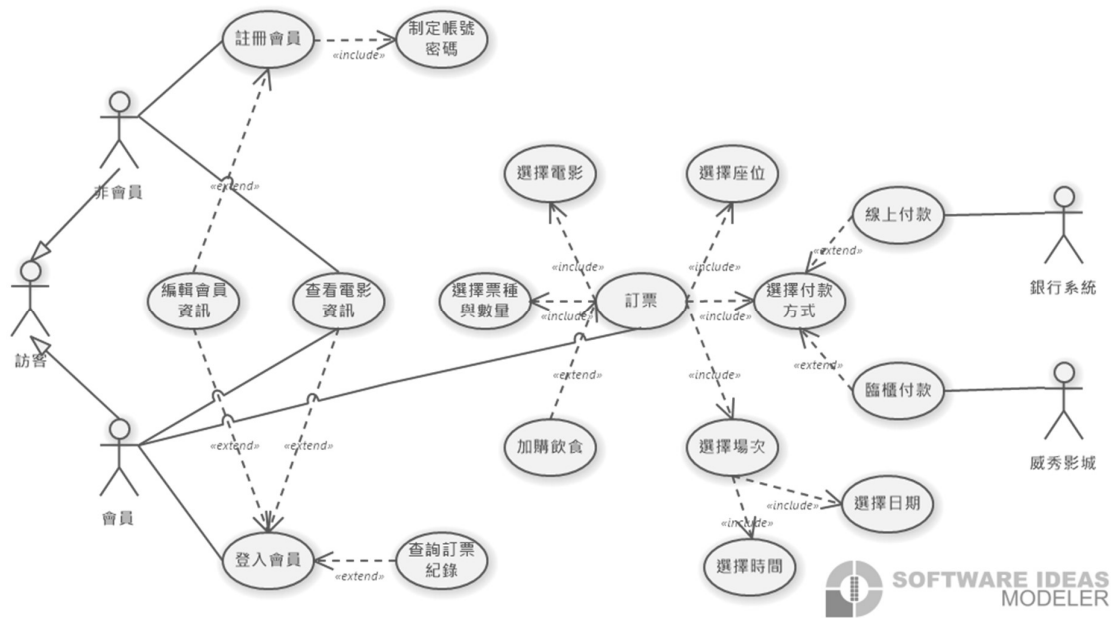 註冊會員
«include»
制定帳號
密碼
非會員
«extend»
選擇電影
選擇座位
線上付款
«extend»
銀行系統
訪客
編輯會員
資訊
查看電影
資訊
«include»
«include»
選擇票種
與數量
«include»
訂票
«include»
選擇付款
方式
«extend»
«include»
«extend»
臨櫃付款
威秀影城
會員
«extend»
«extend»
加購飲食
選擇場次
«include»
選擇日期
«include»
選擇時間
登入會員
«extend»
查詢訂票
紀錄
SOFTWARE IDEAS
MODELER